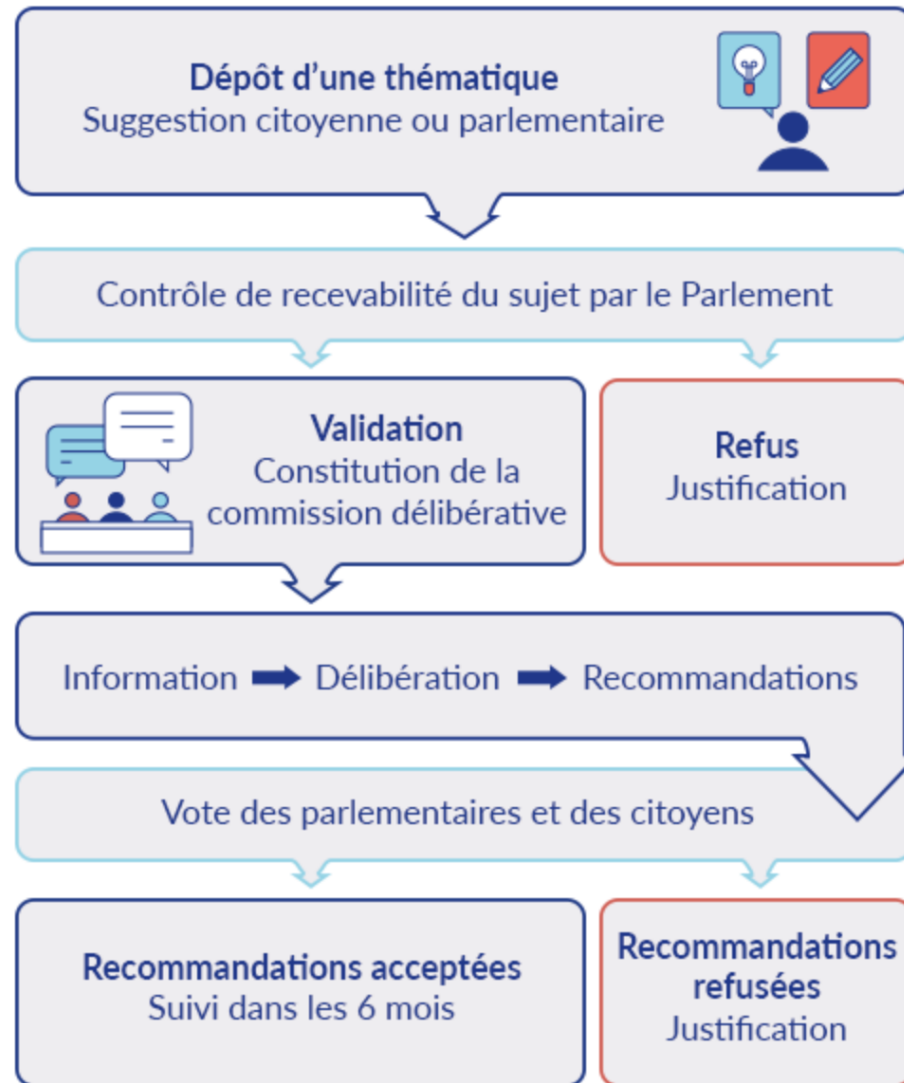 Dépôt d’une thématique
Suggestion citoyenne ou parlementaire
Contrôle de recevabilité du sujet par le Parlement
Validation
Constitution de la
commission délibérative
Refus
Justification
Information
Délibération
Recommandations
Vote des parlementaires et des citoyens
Recommandations acceptées
Suivi dans les 6 mois
Recommandations
refusées
Justification